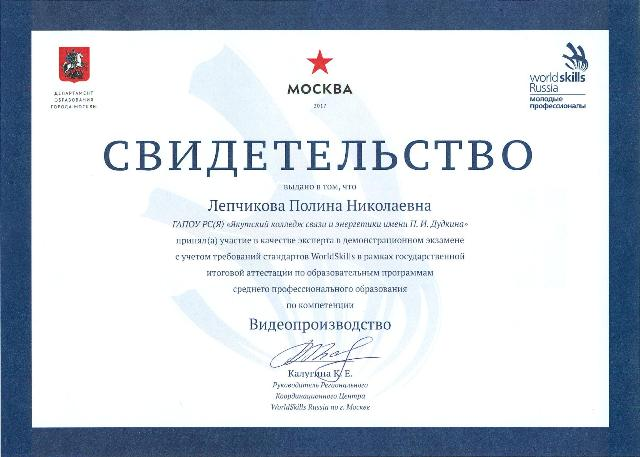 ДЕПАРТАМЕНТ
ОБРАЗОВАНИЯ
ГОРОДА МОСКВЫ
МОСКВА
2017
worldskills
Russia
молодые
профессионалы
СВИДЕТЕЛЬСТВО
выдано в том, что
Лепчикова Полина Николаевна
ГАПОУ РС(Я) «Якутский колледж связи и энергетики имени П. И. Дудкина»
принял(а) участие в качестве эксперта в демонстрационном экзамене
с учетом требований стандартов WorldSkills в рамках государственной
итоговой аттестации по образовательным программам
среднего профессионального образования
по компетенции
Видеопроизводство
Калугина К. Е.
Руководитель Регионального
Координационного Центра
WorldSkills Russia по г. Москве